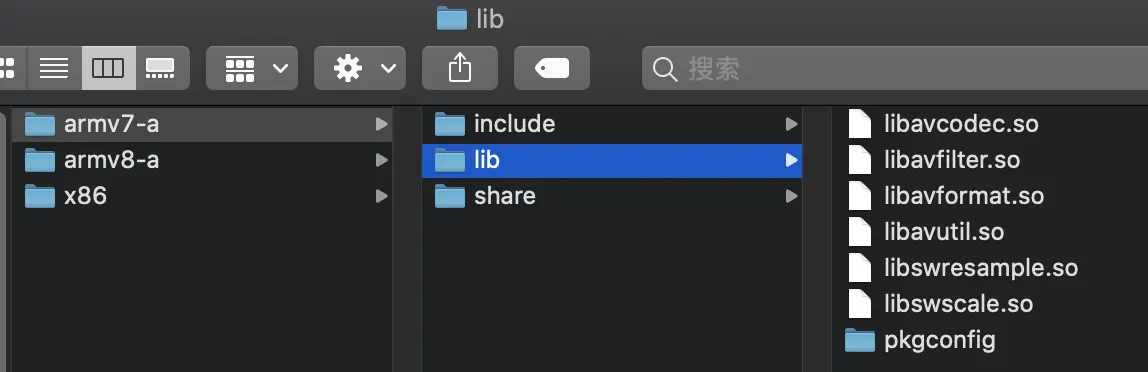 lib
搜索
armv7-a
armv8-a
x86
include
lib
share
libavcodec.so
libavfilter.so
libavformat.so
libavutil.so
libswresample.so
libswscale.so
pkgconfig